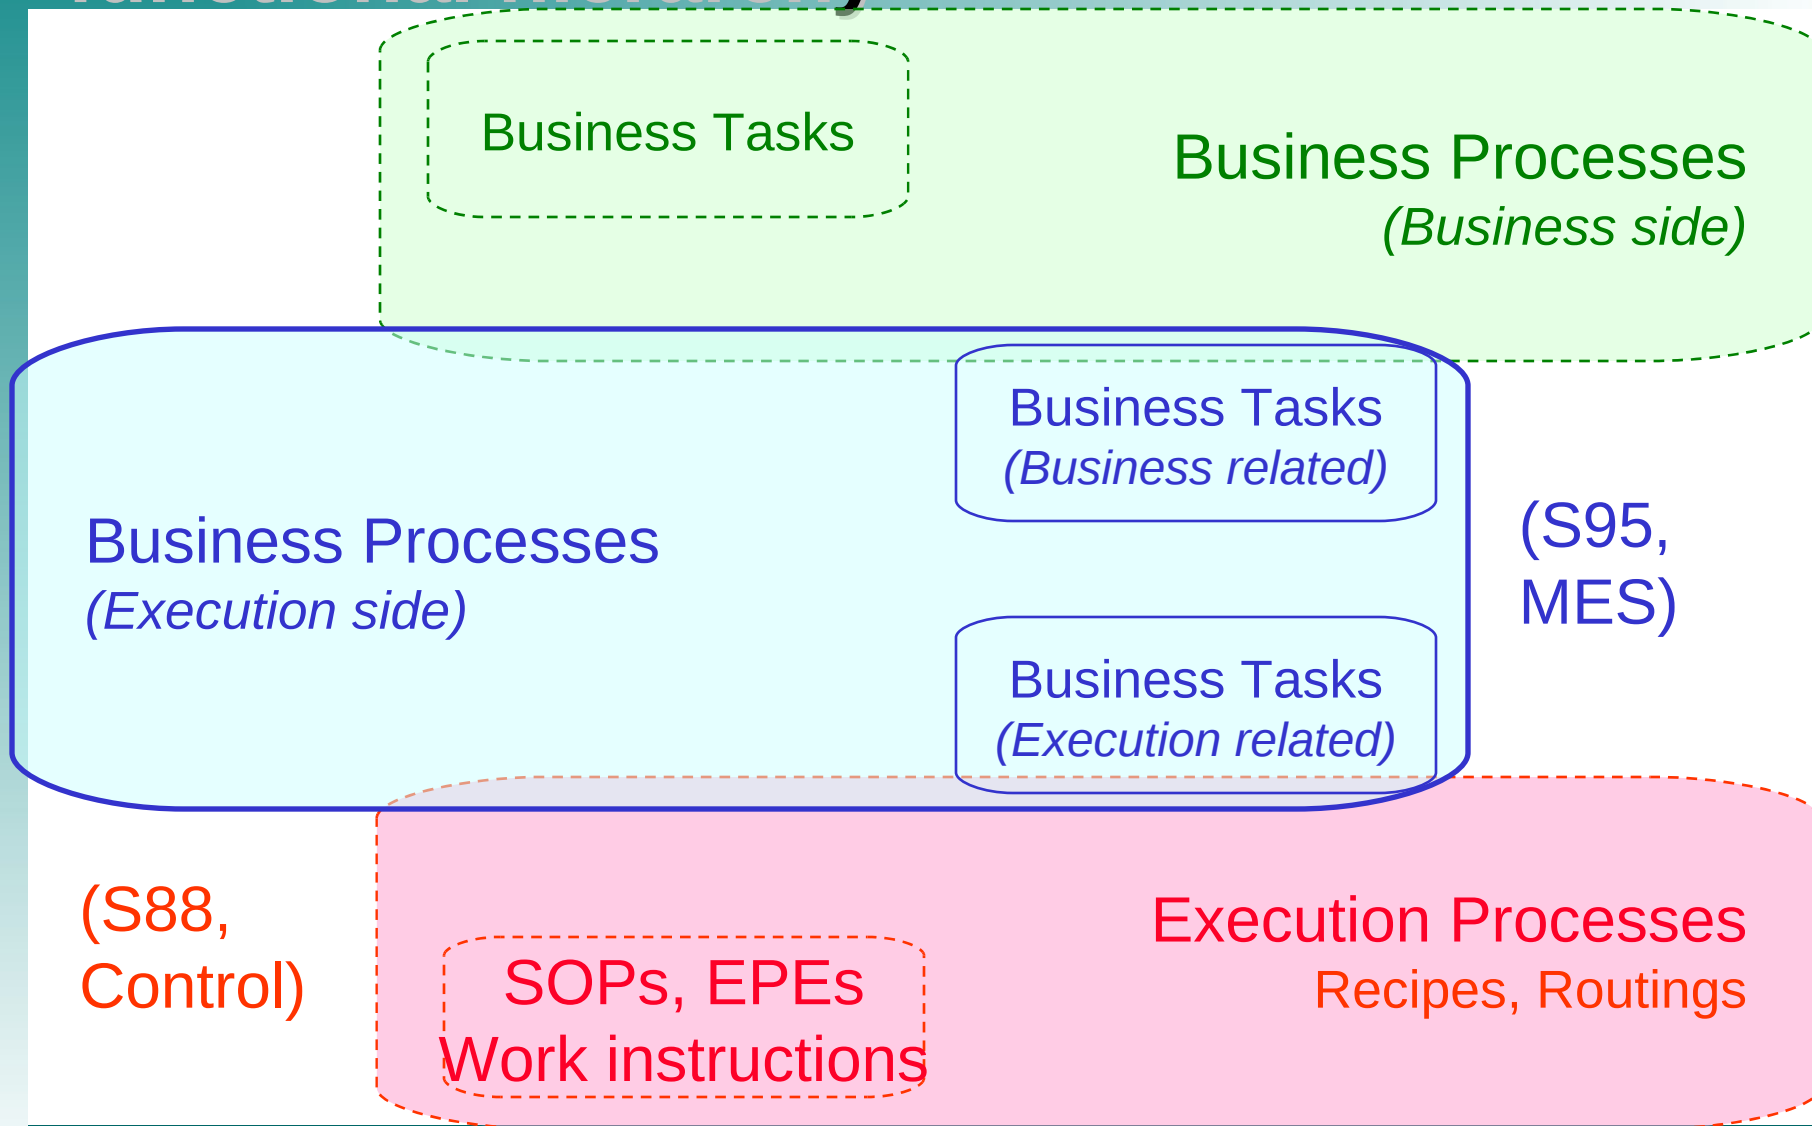 Business Tasks
Business Processes
(Business side)
Business Tasks
(Business related)
Business Processes
(Execution side)
(S95,
MES)
Business Tasks
(Execution related)
(S88,
Control)
Execution Processes
Recipes, Routings
SOPs, EPEs
Work instructions